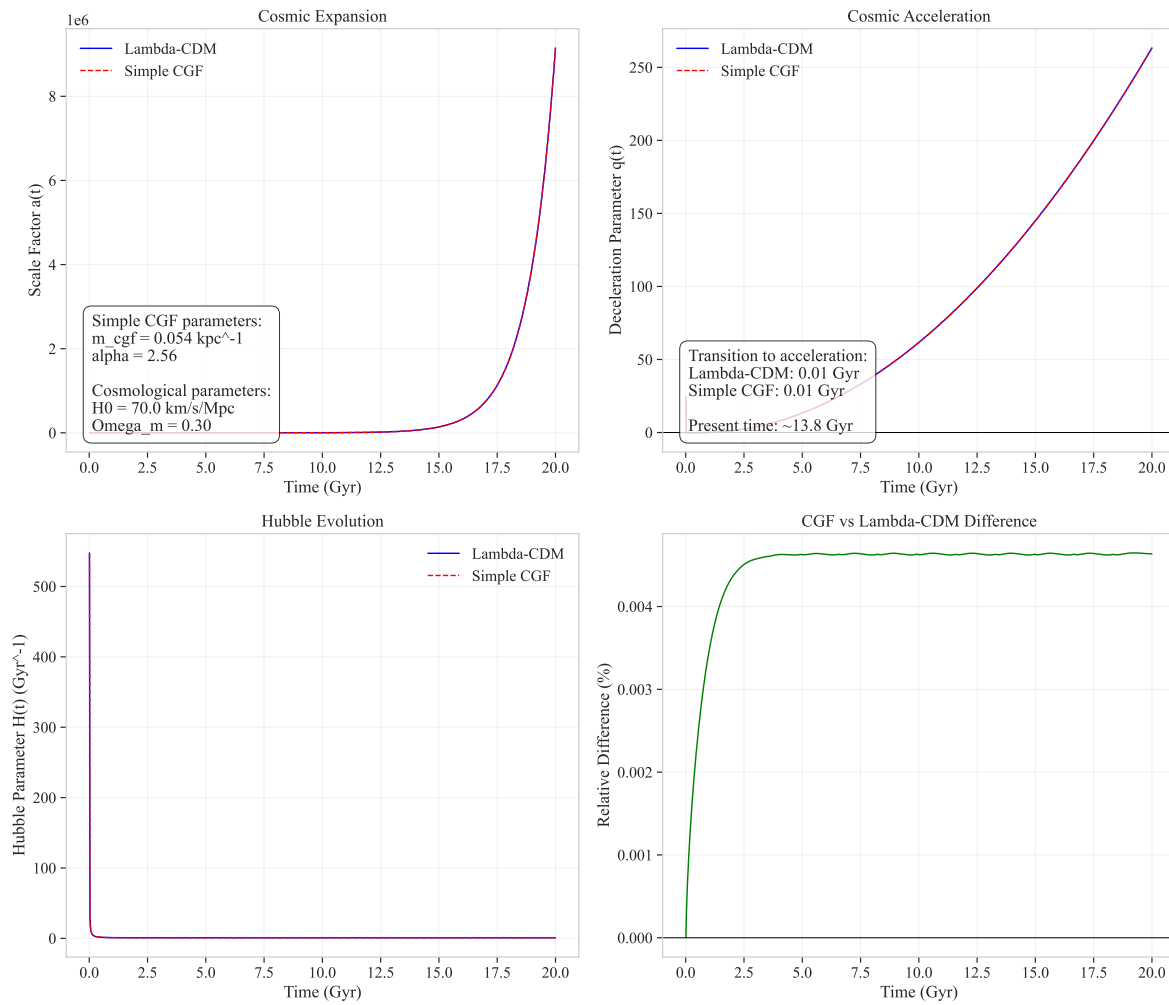 Cosmic Expansion
1e6
Lambda-CDM
Simple CGF
8
6
4
2
0
Scale Factor a(t)
Simple CGF parameters:
m_cgf = 0.054 kpc^-1
alpha = 2.56
Cosmological parameters:
H0 = 70.0 km/s/Mpc
Omega_m = 0.30
0.0 2.5 5.0 7.5 10.0 12.5 15.0 17.5 20.0
Time (Gyr)
Cosmic Acceleration
Lambda-CDM
Simple CGF
250
200
150
100
50
0
Deceleration Parameter q(t)
Transition to acceleration:
Lambda-CDM: 0.01 Gyr
Simple CGF: 0.01 Gyr
Present time: ~13.8 Gyr
0.0 2.5 5.0 7.5 10.0 12.5 15.0 17.5 20.0
Time (Gyr)
Hubble Evolution
Lambda-CDM
Simple CGF
500
400
300
200
100
0
Hubble Parameter H(t) (Gyr^-1)
0.0 2.5 5.0 7.5 10.0 12.5 15.0 17.5 20.0
Time (Gyr)
CGF vs Lambda-CDM Difference
0.004
0.003
0.002
0.001
0.000
Relative Difference (%)
0.0 2.5 5.0 7.5 10.0 12.5 15.0 17.5 20.0
Time (Gyr)